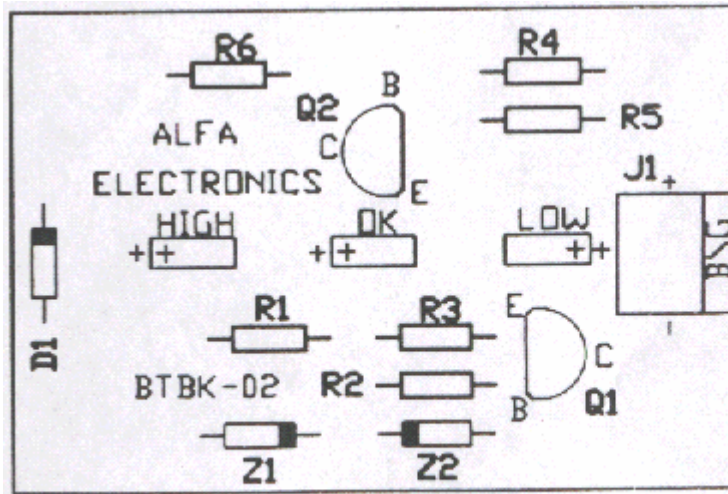 R6
R4
B
Q2
R5
ALFA
C
J1
ELECTRONICS
E
+
HIGH
OK
LOW
+ +
+ +
+ +
R1
R3
E
-
D1
C
BTBK-02
R2
B
Q1
Z1
Z2